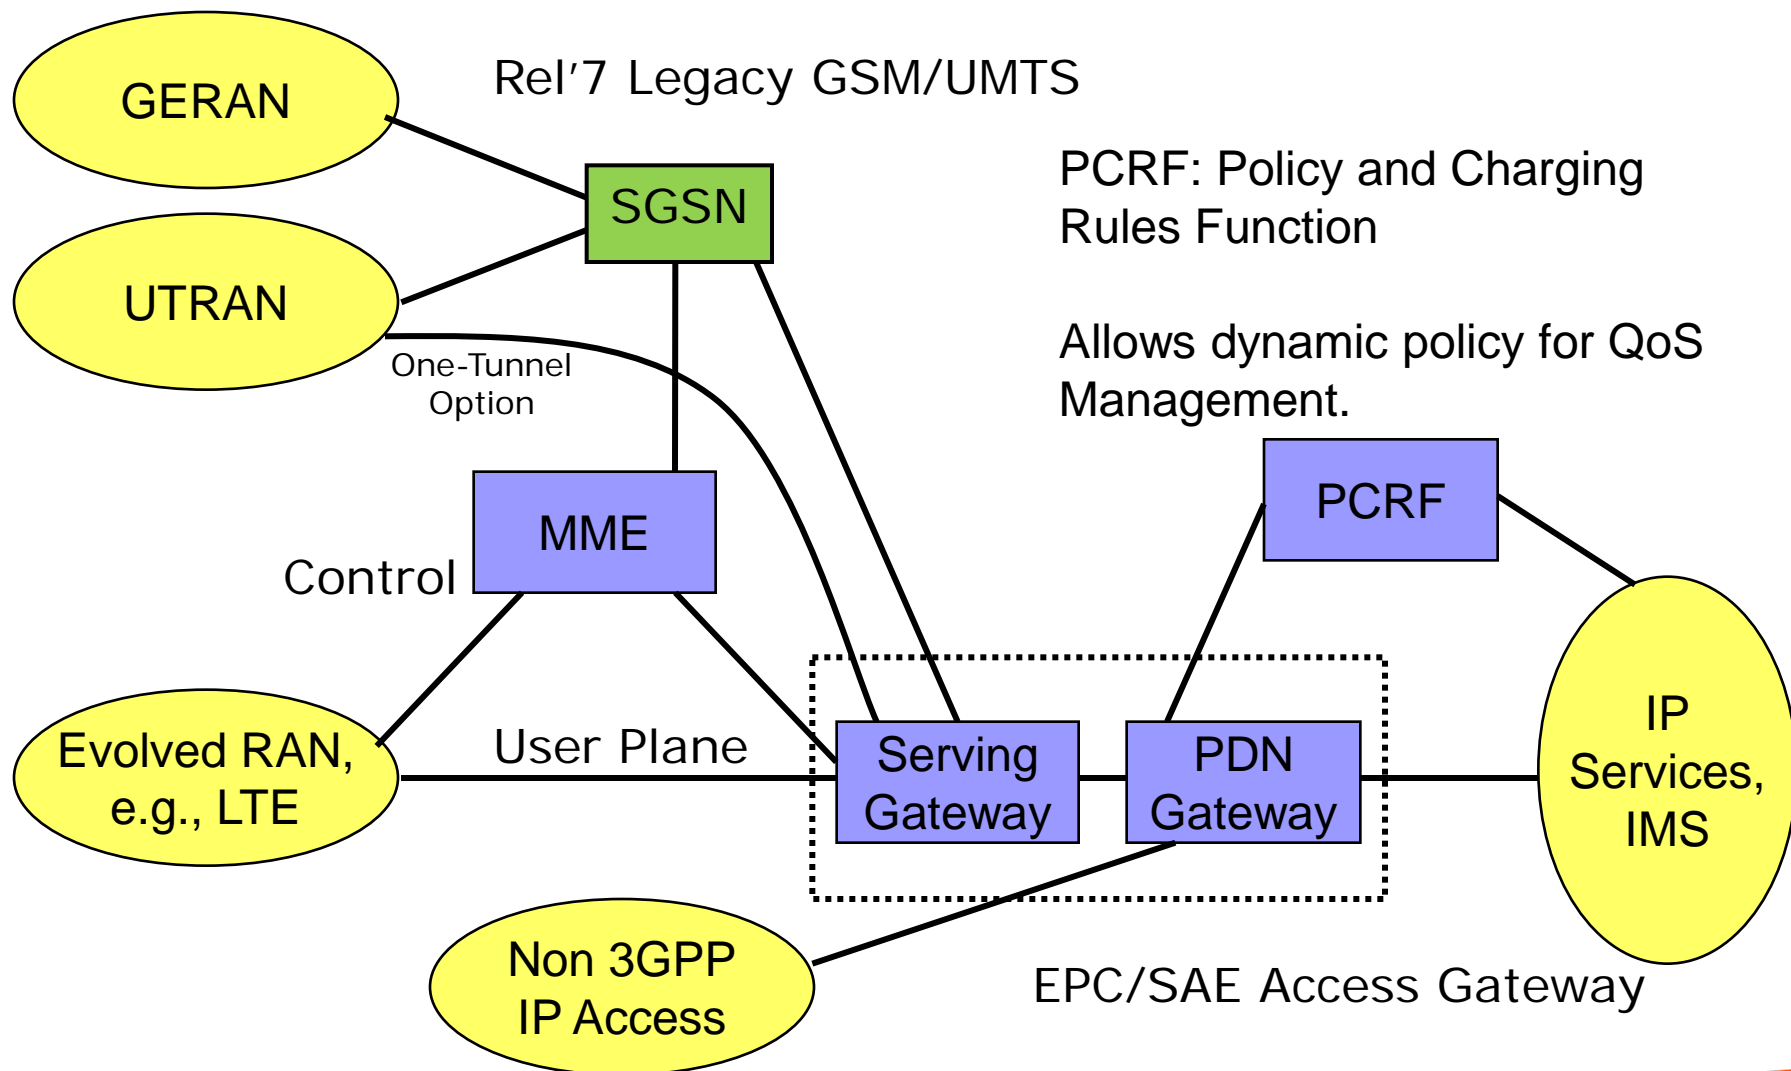 GERAN
Rel'7 Legacy GSM/UMTS
SGSN
PCRF: Policy and Charging
Rules Function
UTRAN
One-Tunnel
Option
Allows dynamic policy for QoS
Management.
PCRF
MME
Control
Evolved RAN,
e.g., LTE
User Plane
Serving
Gateway
PDN
Gateway
IP
Services,
IMS
Non 3GPP
IP Access
EPC/SAE Access Gateway